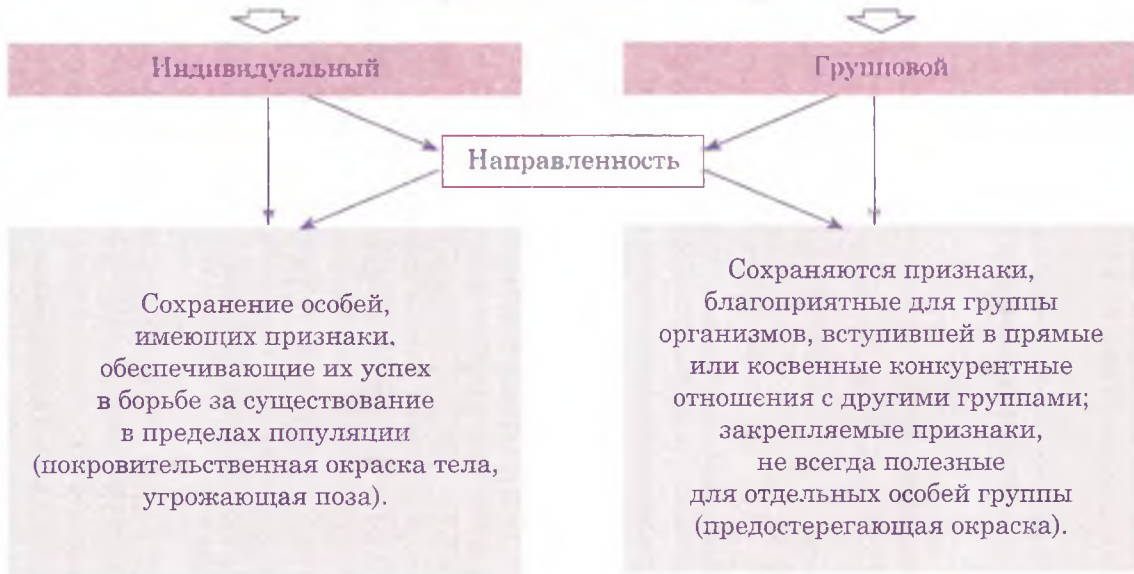 Индивидуальный
Групповой
Направленность
Сохранение особей,
имеющих признаки,
обеспечивающие их успех
в борьбе за существование
в пределах популяции
(покровительственная окраска тела,
угрожающая поза).
Сохраняются признаки,
благоприятные для группы
организмов, вступившей в прямые
или косвенные конкурентные
отношения с другими группами;
закрепляемые признаки,
не всегда полезные
для отдельных особей группы
(предостерегающая окраска).